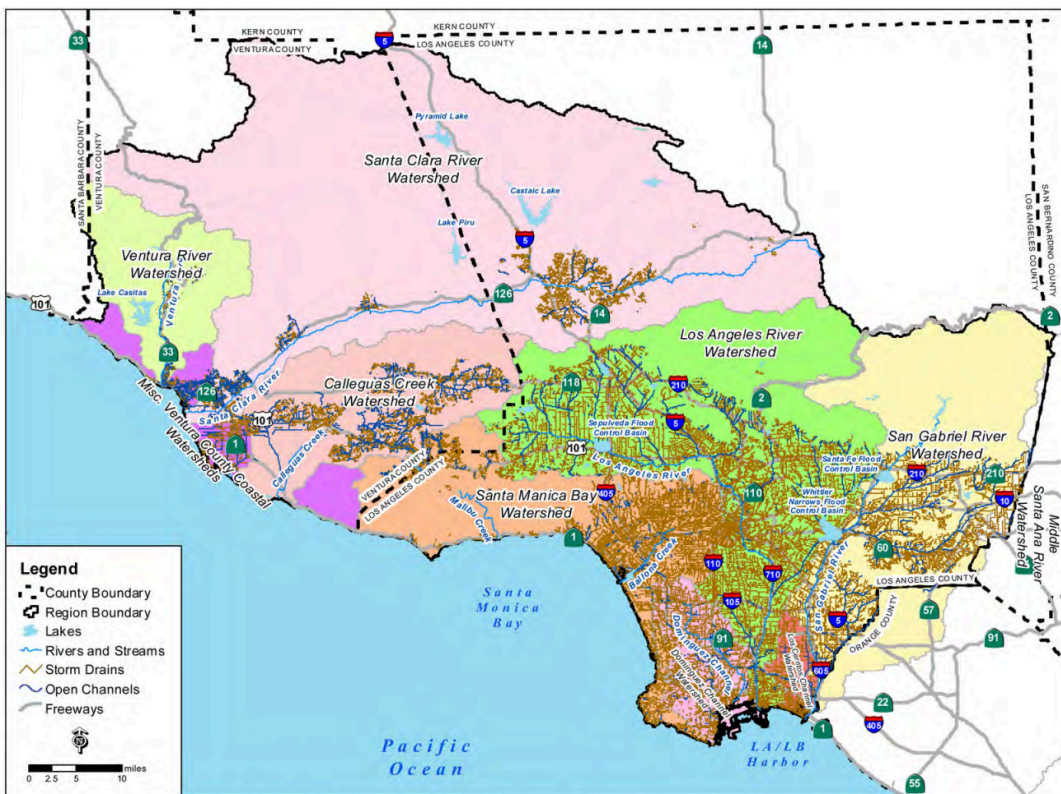 33
5
14
KERN COUNTY
VENTURA COUNTY
KERN COUNTY
LOS ANGELES COUNTY
SANTA BARBARA COUNTY
VENTURA COUNTY
SAN BERNARDINO COUNTY
LOS ANGELES COUNTY
Pyramid Lake
Santa Clara River
Watershed
Castaic Lake
Lake Piru
5
Ventura River
Watershed
Lake Casitas
Ventura
101
33
126
14
2
Los Angeles River
Watershed
126
Santa Clara River
Calleguas Creek
Watershed
118
210
2
101
1
Calleguas Creek
Sepulveda Flood
Control Basin
5
101
Los Angeles River
San Gabriel River
Watershed
Santa Fe Flood
Control Basin
210
210
Misc. Ventura County Coastal
Watersheds
VENTURA COUNTY
LOS ANGELES COUNTY
Santa Manica Bay
Watershed
405
Malibu Creek
110
Whittier
Narrows Flood
Control Basin
10
Middle
Santa Ana River
Watershed
1
Ballona Creek
110
710
San Gabriel River
60
LOS ANGELES COUNTY
ORANGE COUNTY
Santa
Monica
Bay
105
91
5
57
91
Dominguez Channel
Dominguez Channel
Watershed
Los Cerritos Channel
Watershed
605
22
405
1
55
Pacific
Ocean
LA/LB
Harbor
Legend
County Boundary
Region Boundary
Lakes
Rivers and Streams
Storm Drains
Open Channels
Freeways
N
miles
0 2.5 5 10